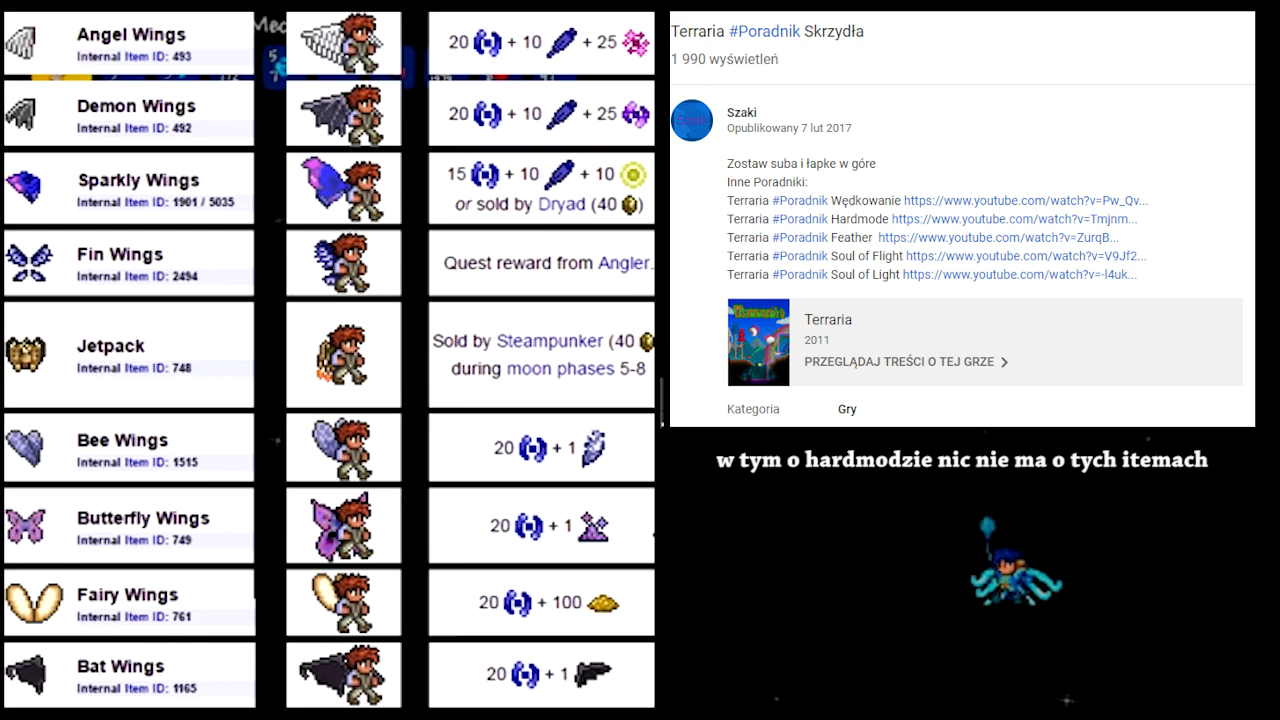 Angel Wings
Internal Item ID: 493
20 + 10 + 25
Demon Wings
Internal Item ID: 492
20 + 10 + 25
Sparkly Wings
Internal Item ID: 1901 / 5035
15 + 10 + 10
or sold by Dryad (40 )
Fin Wings
Internal Item ID: 2494
Quest reward from Angler.
Jetpack
Internal Item ID: 748
Sold by Steampunker (40
during moon phases 5-8
Bee Wings
Internal Item ID: 1515
20 + 1
Butterfly Wings
Internal Item ID: 749
20 + 1
Fairy Wings
Internal Item ID: 761
20 + 100
Bat Wings
Internal Item ID: 1165
20 + 1
Terraria #Poradnik Skrzydła
1 990 wyświetleń
Szaki
Opublikowany 7 lut 2017
Zostaw suba i łapke w góre
Inne Poradniki:
Terraria #Poradnik Wędkowanie https://www.youtube.com/watch?v=Pw_Qv...
Terraria #Poradnik Hardmode https://www.youtube.com/watch?v=Tmjnm...
Terraria #Poradnik Feather https://www.youtube.com/watch?v=ZurqB...
Terraria #Poradnik Soul of Flight https://www.youtube.com/watch?v=V9Jf2...
Terraria #Poradnik Soul of Light https://www.youtube.com/watch?v=-l4uk...
Terraria
2011
PRZEGLĄDAJ TREŚCI O TEJ GRZE
Kategoria Gry
w tym o hardmodzie nic nie ma o tych itemach